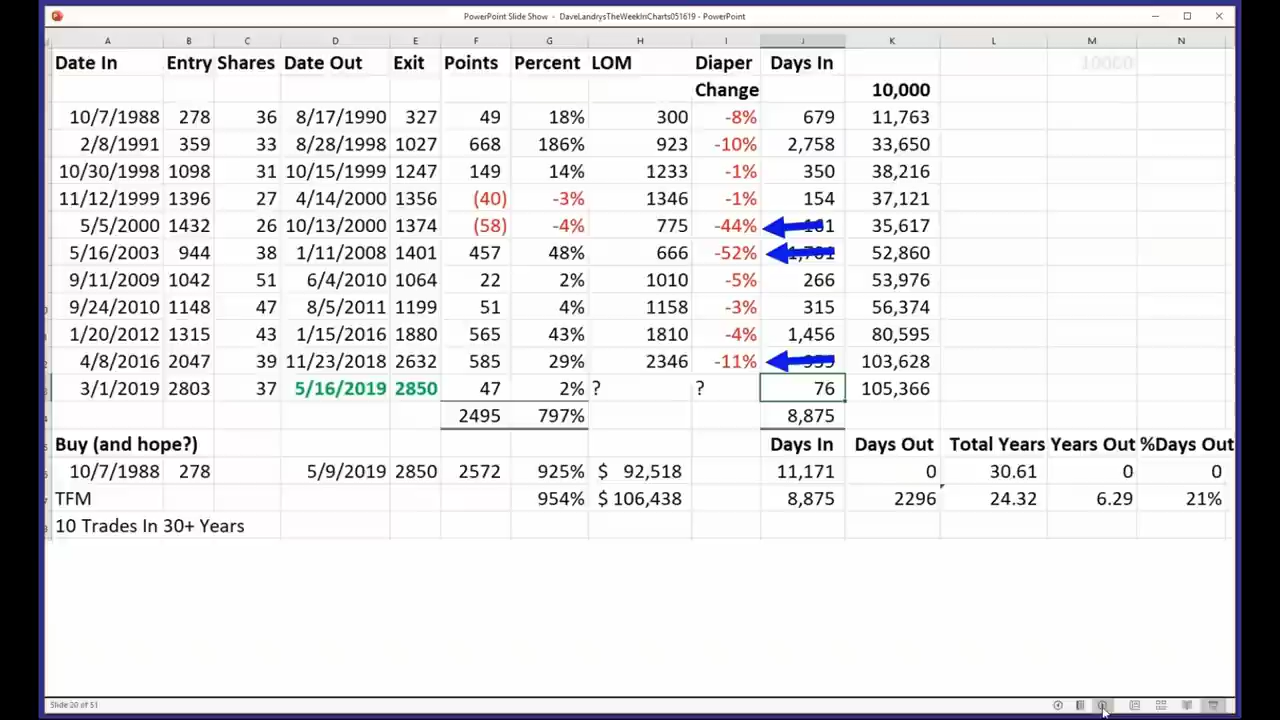 PowerPoint Slide Show - DaveLandrysTheWeekInCharts051619 - PowerPoint
A B C D E F G H I J K L M N
Date In Entry Shares Date Out Exit Points Percent LOM Diaper Days In 10000
Change 10,000
10/7/1988 278 36 8/17/1990 327 49 18% 300 -8% 679 11,763
2/8/1991 359 33 8/28/1998 1027 668 186% 923 -10% 2,758 33,650
10/30/1998 1098 31 10/15/1999 1247 149 14% 1233 -1% 350 38,216
11/12/1999 1396 27 4/14/2000 1356 (40) -3% 1346 -1% 154 37,121
5/5/2000 1432 26 10/13/2000 1374 (58) -4% 775 -44% 35,617
5/16/2003 944 38 1/11/2008 1401 457 48% 666 -52% 52,860
9/11/2009 1042 51 6/4/2010 1064 22 2% 1010 -5% 266 53,976
9/24/2010 1148 47 8/5/2011 1199 51 4% 1158 -3% 315 56,374
1/20/2012 1315 43 1/15/2016 1880 565 43% 1810 -4% 1,456 80,595
4/8/2016 2047 39 11/23/2018 2632 585 29% 2346 -11% 103,628
3/1/2019 2803 37 5/16/2019 2850 47 2% ? ? 76 105,366
2495 797% 8,875
Buy (and hope?) Days In Days Out Total Years Years Out %Days Out
10/7/1988 278 5/9/2019 2850 2572 925% $ 92,518 11,171 0 30.61 0 0
TFM 954% $ 106,438 8,875 2296 24.32 6.29 21%
10 Trades In 30+ Years
Slide 20 of 51